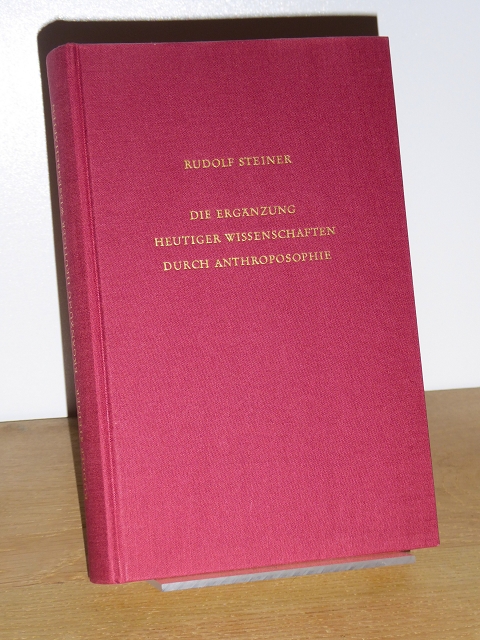 RUDOLF STEINER
DIE ERGÄNZUNG
HEUTIGER WISSENSCHAFTEN
DURCH ANTHROPOSOPHIE